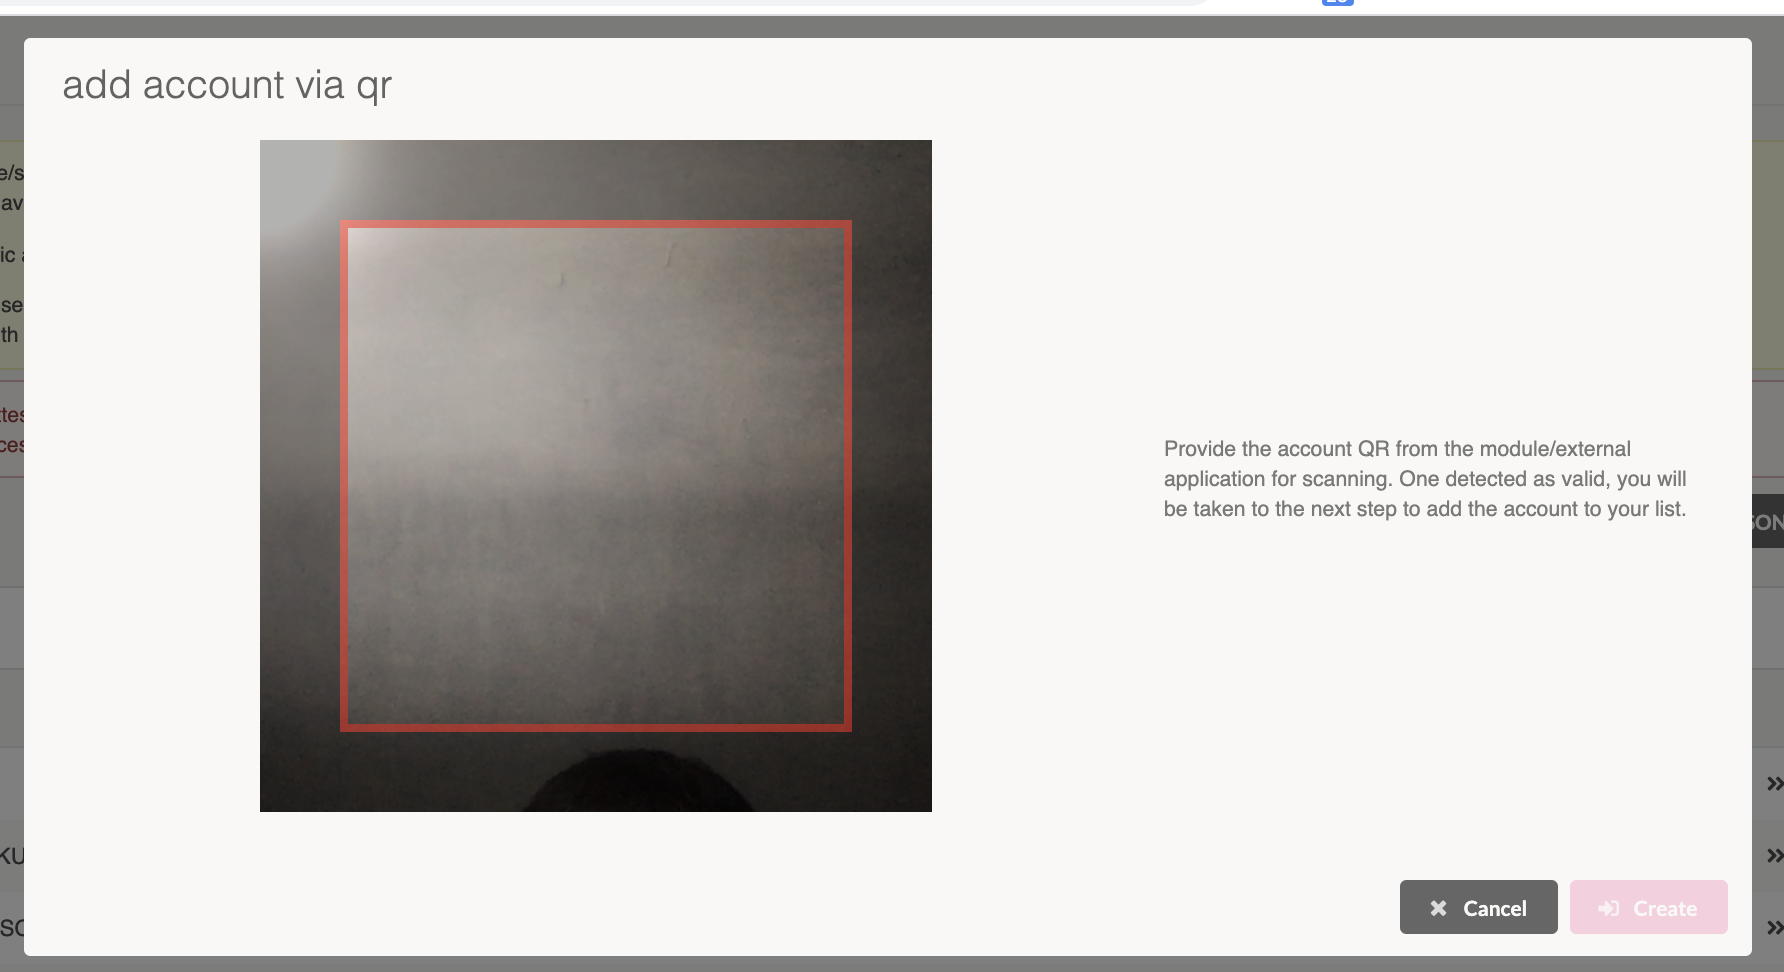 add account via qr
Provide the account QR from the module/external
application for scanning. One detected as valid, you will
be taken to the next step to add the account to your list.
Cancel
Create